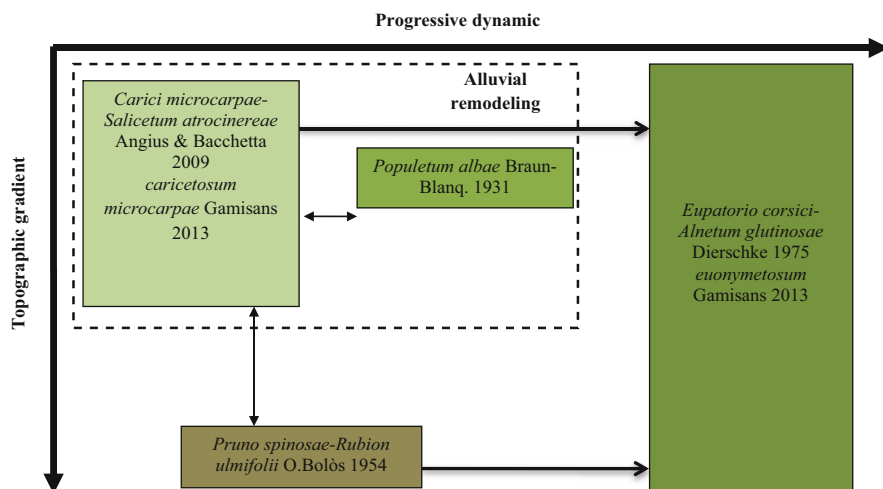 Progressive dynamic
Topographic gradient
Alluvial
remodeling
Carici microcarpae-
Salicetum atrocinereae
Angius & Bacchetta
2009
caricetosum
microcarpae Gamisans
2013
Populetum albae Braun-
Blanq. 1931
Eupatorio corsici-
Alnetum glutinosae
Dierschke 1975
euonymetosum
Gamisans 2013
Pruno spinosae-Rubion
ulmifolii O.Bolòs 1954